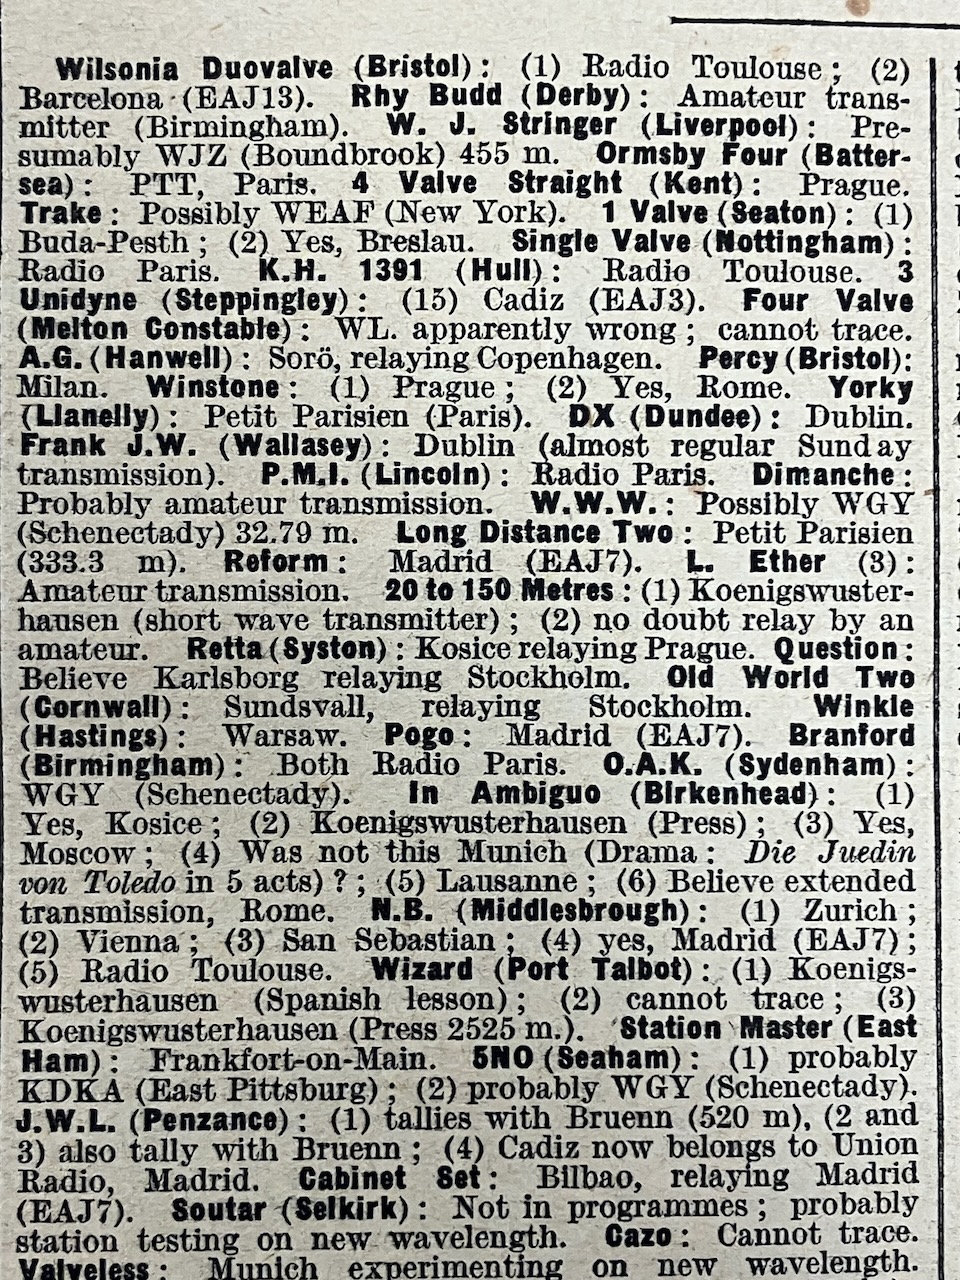 Wilsonia Duovalve (Bristol): (1) Radio Toulouse; (2)
Barcelona (EAJ13). Rhy Budd (Derby): Amateur trans-
mitter (Birmingham). W. J. Stringer (Liverpool): Pre-
sumably WJZ (Boundbrook) 455 m. Ormsby Four (Batter-
sea): PTT, Paris. 4 Valve Straight (Kent): Prague.
Trake: Possibly WEAF (New York). 1 Valve (Seaton): (1)
Buda-Pesth; (2) Yes, Breslau. Single Valve (Nottingham):
Radio Paris. K.H. 1391 (Hull): Radio Toulouse. 3
Unidyne (Steppingley): (15) Cadiz (EAJ3). Four Valve
(Melton Constable): WL. apparently wrong; cannot trace.
A.G. (Hanwell): Sorö, relaying Copenhagen. Percy (Bristol):
Milan. Winstone: (1) Prague; (2) Yes, Rome. Yorky
(Llanelly): Petit Parisien (Paris). DX (Dundee): Dublin.
Frank J.W. (Wallasey): Dublin (almost regular Sunday
transmission). P.M.I. (Lincoln): Radio Paris. Dimanche:
Probably amateur transmission. W.W.W.: Possibly WGY
(Schenectady) 32.79 m. Long Distance Two: Petit Parisien
(333.3 m). Reform: Madrid (EAJ7). L. Ether (3):
Amateur transmission. 20 to 150 Metres: (1) Koenigswuster-
hausen (short wave transmitter); (2) no doubt relay by an
amateur. Retta (Syston): Kosice relaying Prague. Question:
Believe Karlsborg relaying Stockholm. Old World Two
(Cornwall): Sundsvall, relaying Stockholm. Winkle
(Hastings): Warsaw. Pogo: Madrid (EAJ7). Branford
(Birmingham): Both Radio Paris. O.A.K. (Sydenham):
WGY (Schenectady). In Ambiguo (Birkenhead): (1)
Yes, Kosice; (2) Koenigswusterhausen (Press); (3) Yes,
Moscow; (4) Was not this Munich (Drama: Die Juedin
von Toledo in 5 acts)?; (5) Lausanne; (6) Believe extended
transmission, Rome. N.B. (Middlesbrough): (1) Zurich;
(2) Vienna; (3) San Sebastian; (4) yes, Madrid (EAJ7);
(5) Radio Toulouse. Wizard (Port Talbot): (1) Koenigs-
wusterhausen (Spanish lesson); (2) cannot trace; (3)
Koenigswusterhausen (Press 2525 m.). Station Master (East
Ham): Frankfort-on-Main. 5NO (Seaham): (1) probably
KDKA (East Pittsburg); (2) probably WGY (Schenectady).
J.W.L. (Penzance): (1) tallies with Bruenn (520 m), (2 and
3) also tally with Bruenn; (4) Cadiz now belongs to Union
Radio, Madrid. Cabinet Set: Bilbao, relaying Madrid
(EAJ7). Soutar (Selkirk): Not in programmes; probably
station testing on new wavelength. Cazo: Cannot trace.
Valveless: Munich experimenting on new wavelength.